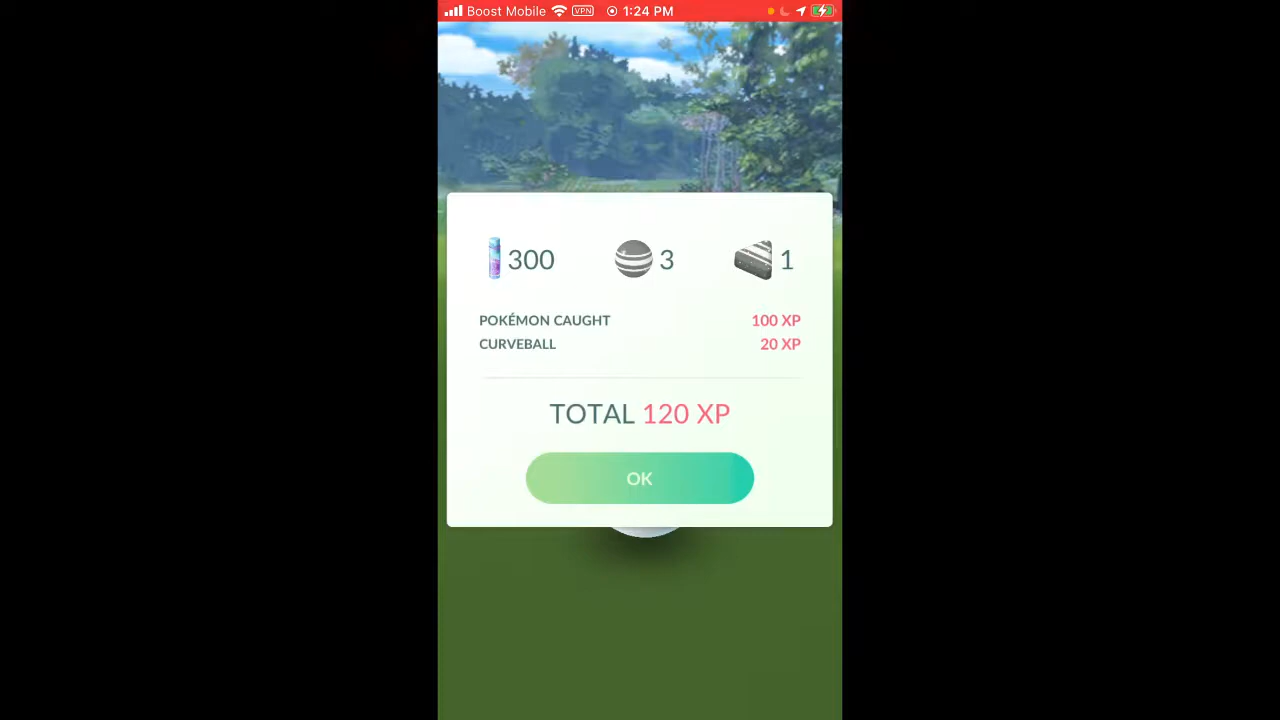 Boost Mobile VPN 1:24 PM
300 3 1
POKÉMON CAUGHT 100 XP
CURVEBALL 20 XP
TOTAL 120 XP
OK